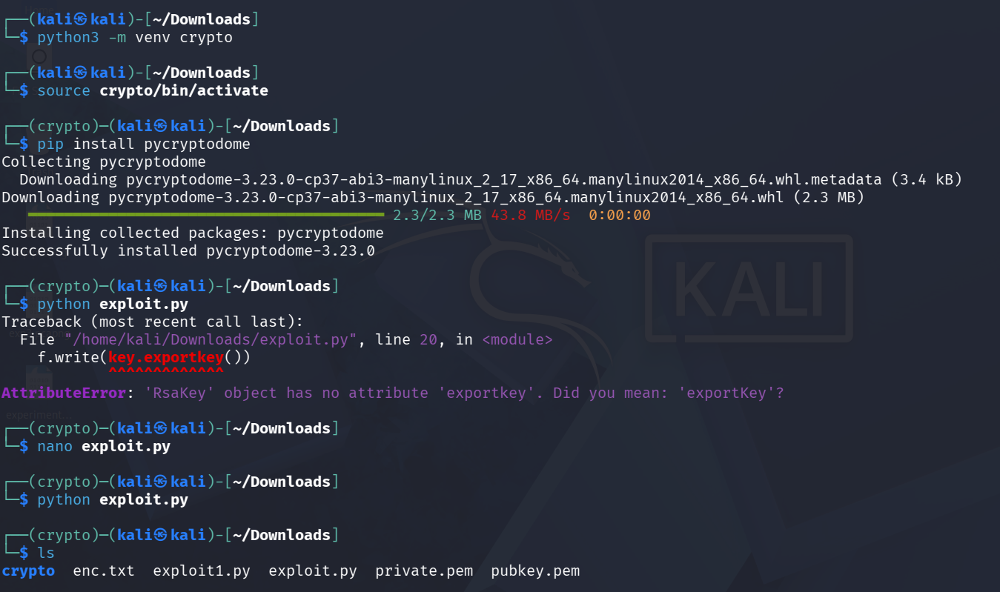 ┌──(kali㉿kali)-[~/Downloads]
└─$ python3 -m venv crypto
┌──(kali㉿kali)-[~/Downloads]
└─$ source crypto/bin/activate
┌──(crypto)─(kali㉿kali)-[~/Downloads]
└─$ pip install pycryptodome
Collecting pycryptodome
  Downloading pycryptodome-3.23.0-cp37-abi3-manylinux_2_17_x86_64.manylinux2014_x86_64.whl.metadata (3.4 kB)
Downloading pycryptodome-3.23.0-cp37-abi3-manylinux_2_17_x86_64.manylinux2014_x86_64.whl (2.3 MB)
   ━━━━━━━━━━━━━━━━━━━━━━━━━━━━━━━━━━━━━━━━ 2.3/2.3 MB 43.8 MB/s  0:00:00
Installing collected packages: pycryptodome
Successfully installed pycryptodome-3.23.0
┌──(crypto)─(kali㉿kali)-[~/Downloads]
└─$ python exploit.py
Traceback (most recent call last):
  File "/home/kali/Downloads/exploit.py", line 20, in <module>
    f.write(key.exportkey())
            ^^^^^^^^^^^^^
AttributeError: 'RsaKey' object has no attribute 'exportkey'. Did you mean: 'exportKey'?
experiment...
┌──(crypto)─(kali㉿kali)-[~/Downloads]
└─$ nano exploit.py
┌──(crypto)─(kali㉿kali)-[~/Downloads]
└─$ python exploit.py
┌──(crypto)─(kali㉿kali)-[~/Downloads]
└─$ ls
crypto  enc.txt  exploit1.py  exploit.py  private.pem  pubkey.pem
KALI